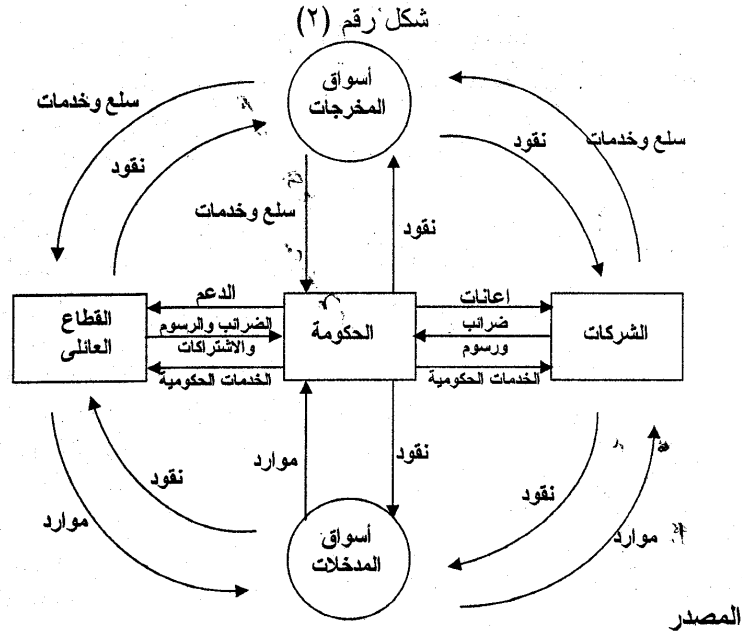 شكل رقم (٢)
أسواق
المخرجات
سلع وخدمات
نقود
نقود
سلع وخدمات
سلع وخدمات
نقود
القطاع
العائلى
الدعم
الضرائب والرسوم
والاشتراكات
الخدمات الحكومية
الحكومة
اعانات
ضرائب
ورسوم
الخدمات الحكومية
الشركات
موارد
نقود
نقود
موارد
نقود
موارد
أسواق
المدخلات
المصدر